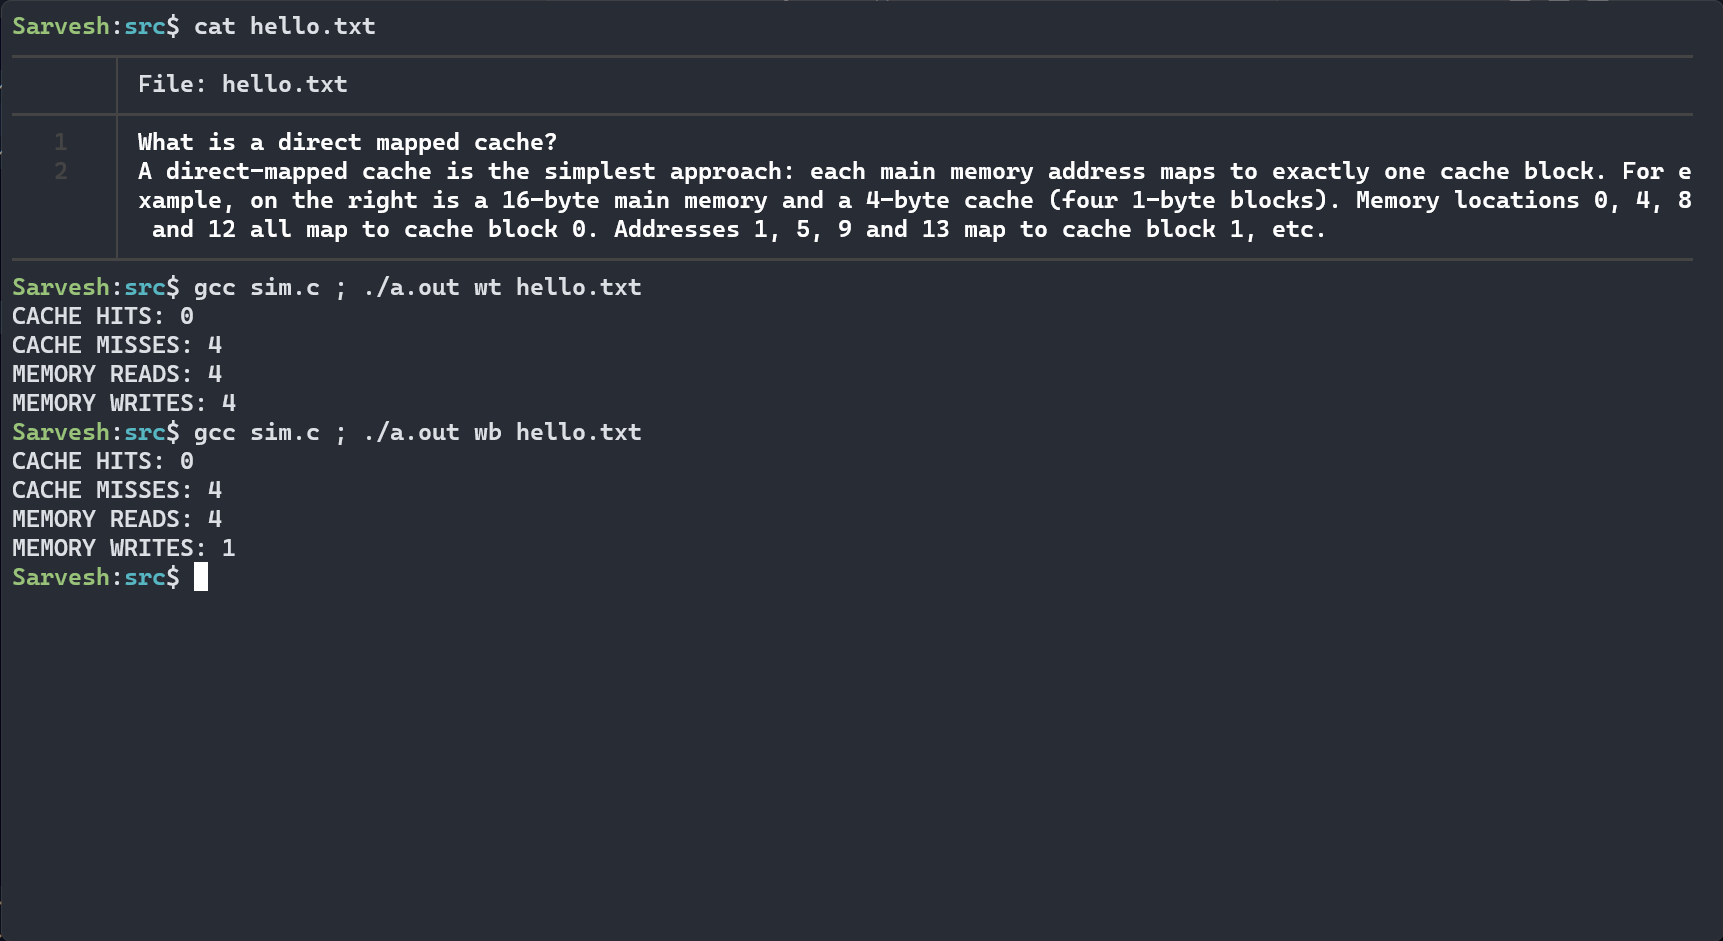 Sarvesh:src$ cat hello.txt
File: hello.txt
1 What is a direct mapped cache?
2 A direct-mapped cache is the simplest approach: each main memory address maps to exactly one cache block. For e
xample, on the right is a 16-byte main memory and a 4-byte cache (four 1-byte blocks). Memory locations 0, 4, 8
and 12 all map to cache block 0. Addresses 1, 5, 9 and 13 map to cache block 1, etc.
Sarvesh:src$ gcc sim.c ; ./a.out wt hello.txt
CACHE HITS: 0
CACHE MISSES: 4
MEMORY READS: 4
MEMORY WRITES: 4
Sarvesh:src$ gcc sim.c ; ./a.out wb hello.txt
CACHE HITS: 0
CACHE MISSES: 4
MEMORY READS: 4
MEMORY WRITES: 1
Sarvesh:src$